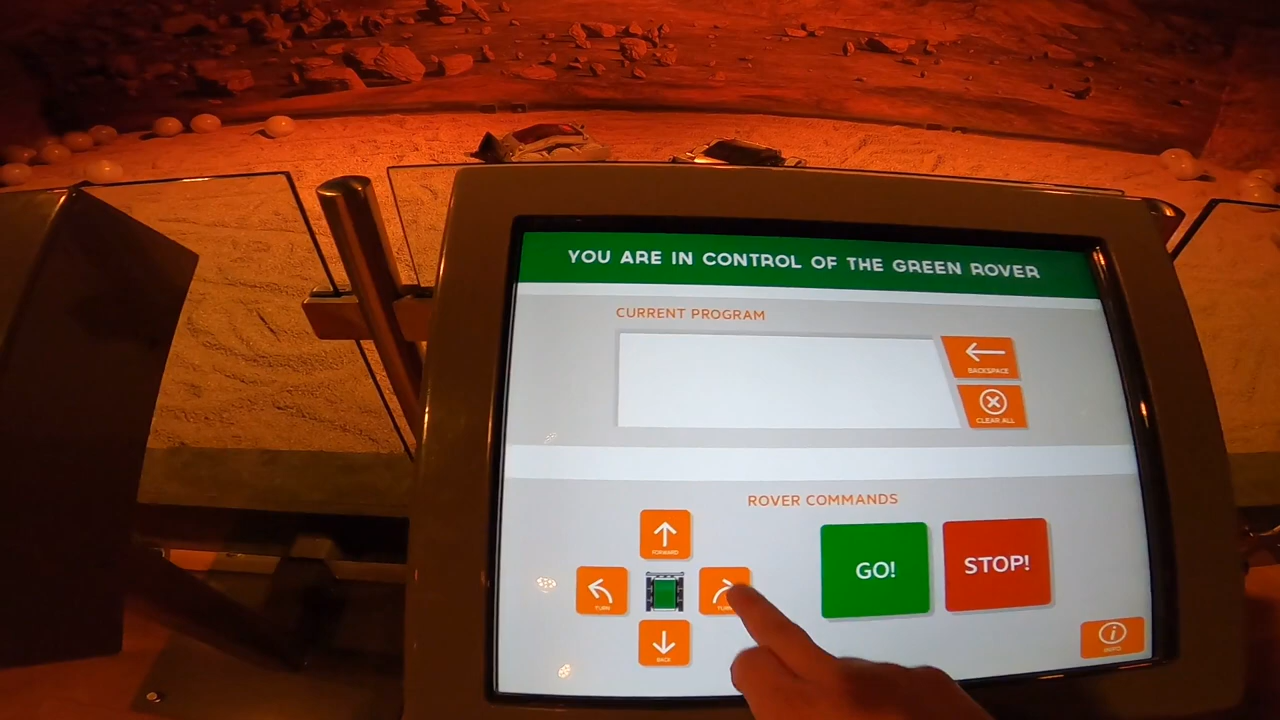 YOU ARE IN CONTROL OF THE GREEN ROVER
CURRENT PROGRAM
BACKSPACE
CLEAR ALL
ROVER COMMANDS
FORWARD
TURN
TURN
BACK
GO!
STOP!